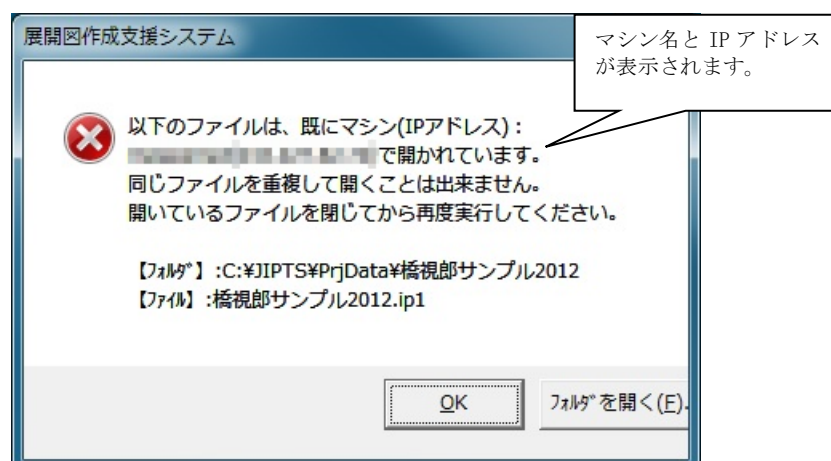 展開図作成支援システム
マシン名と IP アドレス
が表示されます。
以下のファイルは、既にマシン(IPアドレス)：
で開かれています。
同じファイルを重複して開くことは出来ません。
開いているファイルを閉じてから再度実行してください。
【ﾌｫﾙﾀﾞ】:C:¥JIPTS¥PrjData¥橋視郎サンプル2012
【ﾌｧｲﾙ】:橋視郎サンプル2012.ip1
OK
ﾌｫﾙﾀﾞを開く(F).